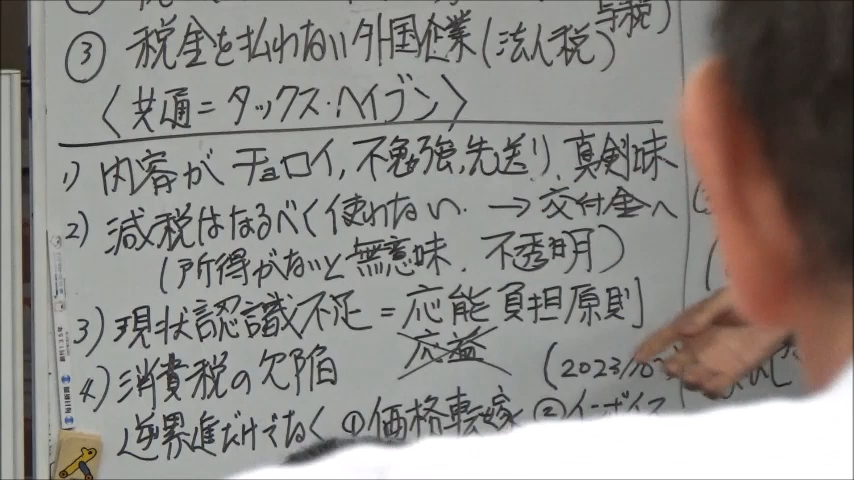 与税)
③ 税金を払わない外国企業(法人税)
〈共通=タックス・ヘイブン〉
1) 内容がチョロイ,不勉強,先送り、真剣味
2) 減税はなるべく使わない. → 交付金へ
(所得がないと無意味. 不透明)
3) 現状認識不足=応能負担原則
応益
(2023/10
4) 消費税の欠陥
逆累進だけでなく ①価格転嫁 ②インボイス